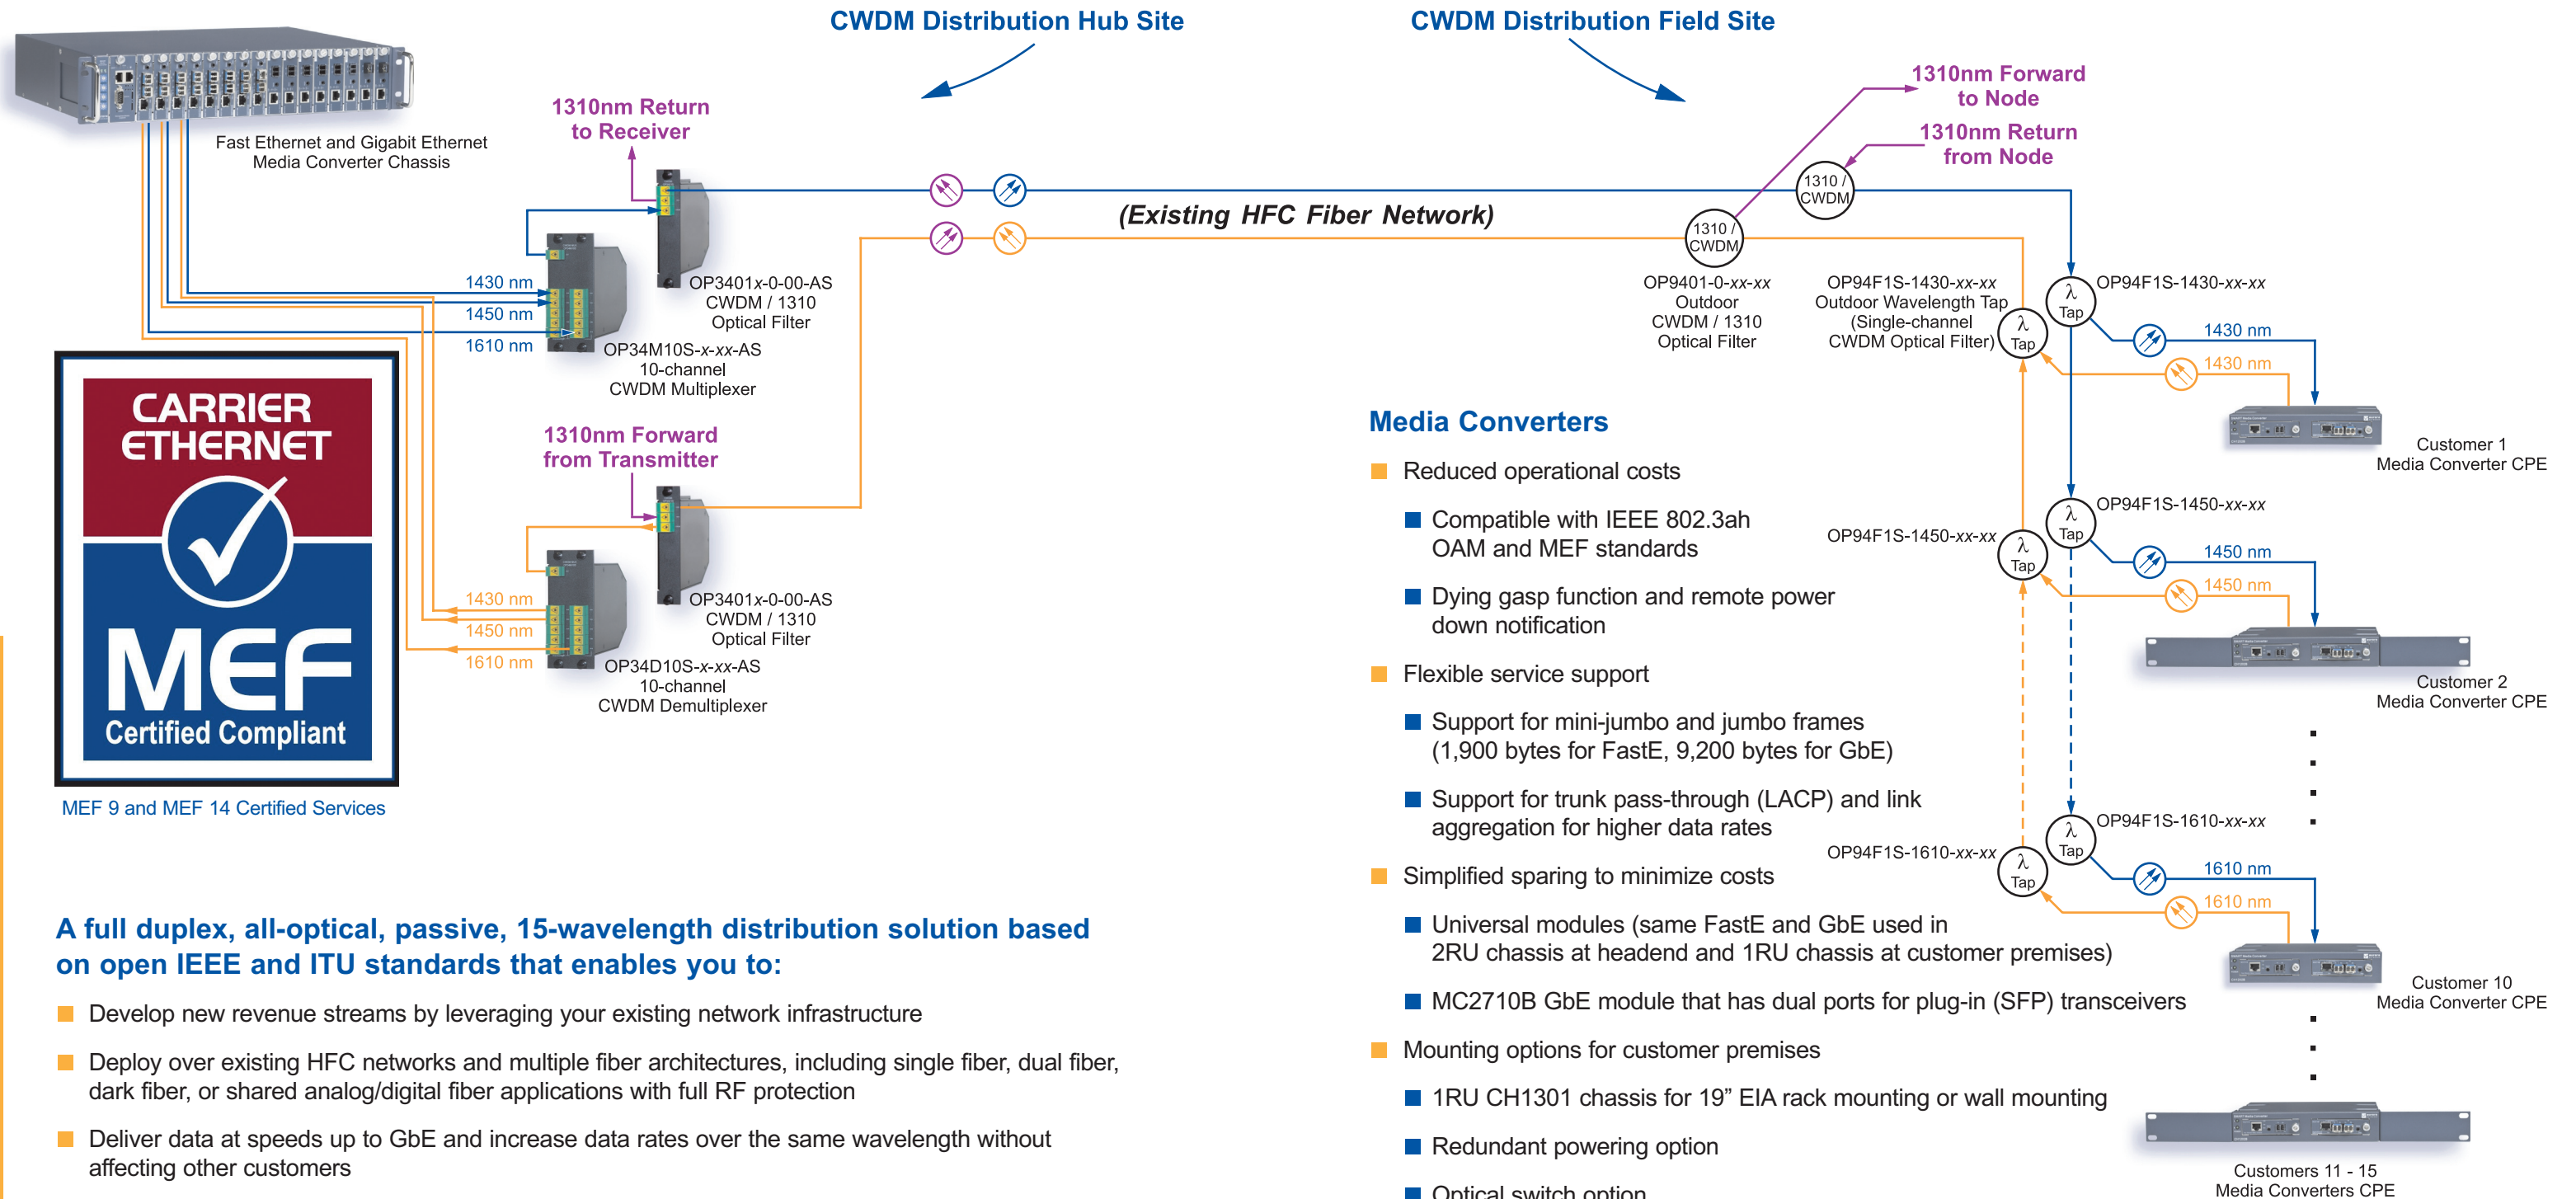 CWDM Distribution Hub Site
CWDM Distribution Field Site
Fast Ethernet and Gigabit Ethernet
Media Converter Chassis
1310nm Return
to Receiver
1310nm Forward
to Node
1310nm Return
from Node
1310 /
CWDM
(Existing HFC Fiber Network)
1310 /
CWDM
1430 nm
1450 nm
1610 nm
OP3401x-0-00-AS
CWDM / 1310
Optical Filter
OP34M10S-x-xx-AS
10-channel
CWDM Multiplexer
OP9401-0-xx-xx
Outdoor
CWDM / 1310
Optical Filter
OP94F1S-1430-xx-xx
Outdoor Wavelength Tap
(Single-channel
CWDM Optical Filter)
λ
Tap
λ
Tap
OP94F1S-1430-xx-xx
1430 nm
1430 nm
Customer 1
Media Converter CPE
1310nm Forward
from Transmitter
1430 nm
1450 nm
1610 nm
OP3401x-0-00-AS
CWDM / 1310
Optical Filter
OP34D10S-x-xx-AS
10-channel
CWDM Demultiplexer
OP94F1S-1450-xx-xx
λ
Tap
λ
Tap
OP94F1S-1450-xx-xx
1450 nm
1450 nm
Customer 2
Media Converter CPE
OP94F1S-1610-xx-xx
λ
Tap
λ
Tap
OP94F1S-1610-xx-xx
1610 nm
1610 nm
Customer 10
Media Converter CPE
Customers 11 - 15
Media Converters CPE
CARRIER
ETHERNET
MEF
Certified Compliant
MEF 9 and MEF 14 Certified Services
A full duplex, all-optical, passive, 15-wavelength distribution solution based
on open IEEE and ITU standards that enables you to:
Develop new revenue streams by leveraging your existing network infrastructure
Deploy over existing HFC networks and multiple fiber architectures, including single fiber, dual fiber,
dark fiber, or shared analog/digital fiber applications with full RF protection
Deliver data at speeds up to GbE and increase data rates over the same wavelength without
affecting other customers
Media Converters
Reduced operational costs
Compatible with IEEE 802.3ah
OAM and MEF standards
Dying gasp function and remote power
down notification
Flexible service support
Support for mini-jumbo and jumbo frames
(1,900 bytes for FastE, 9,200 bytes for GbE)
Support for trunk pass-through (LACP) and link
aggregation for higher data rates
Simplified sparing to minimize costs
Universal modules (same FastE and GbE used in
2RU chassis at headend and 1RU chassis at customer premises)
MC2710B GbE module that has dual ports for plug-in (SFP) transceivers
Mounting options for customer premises
1RU CH1301 chassis for 19” EIA rack mounting or wall mounting
Redundant powering option
Optical switch option